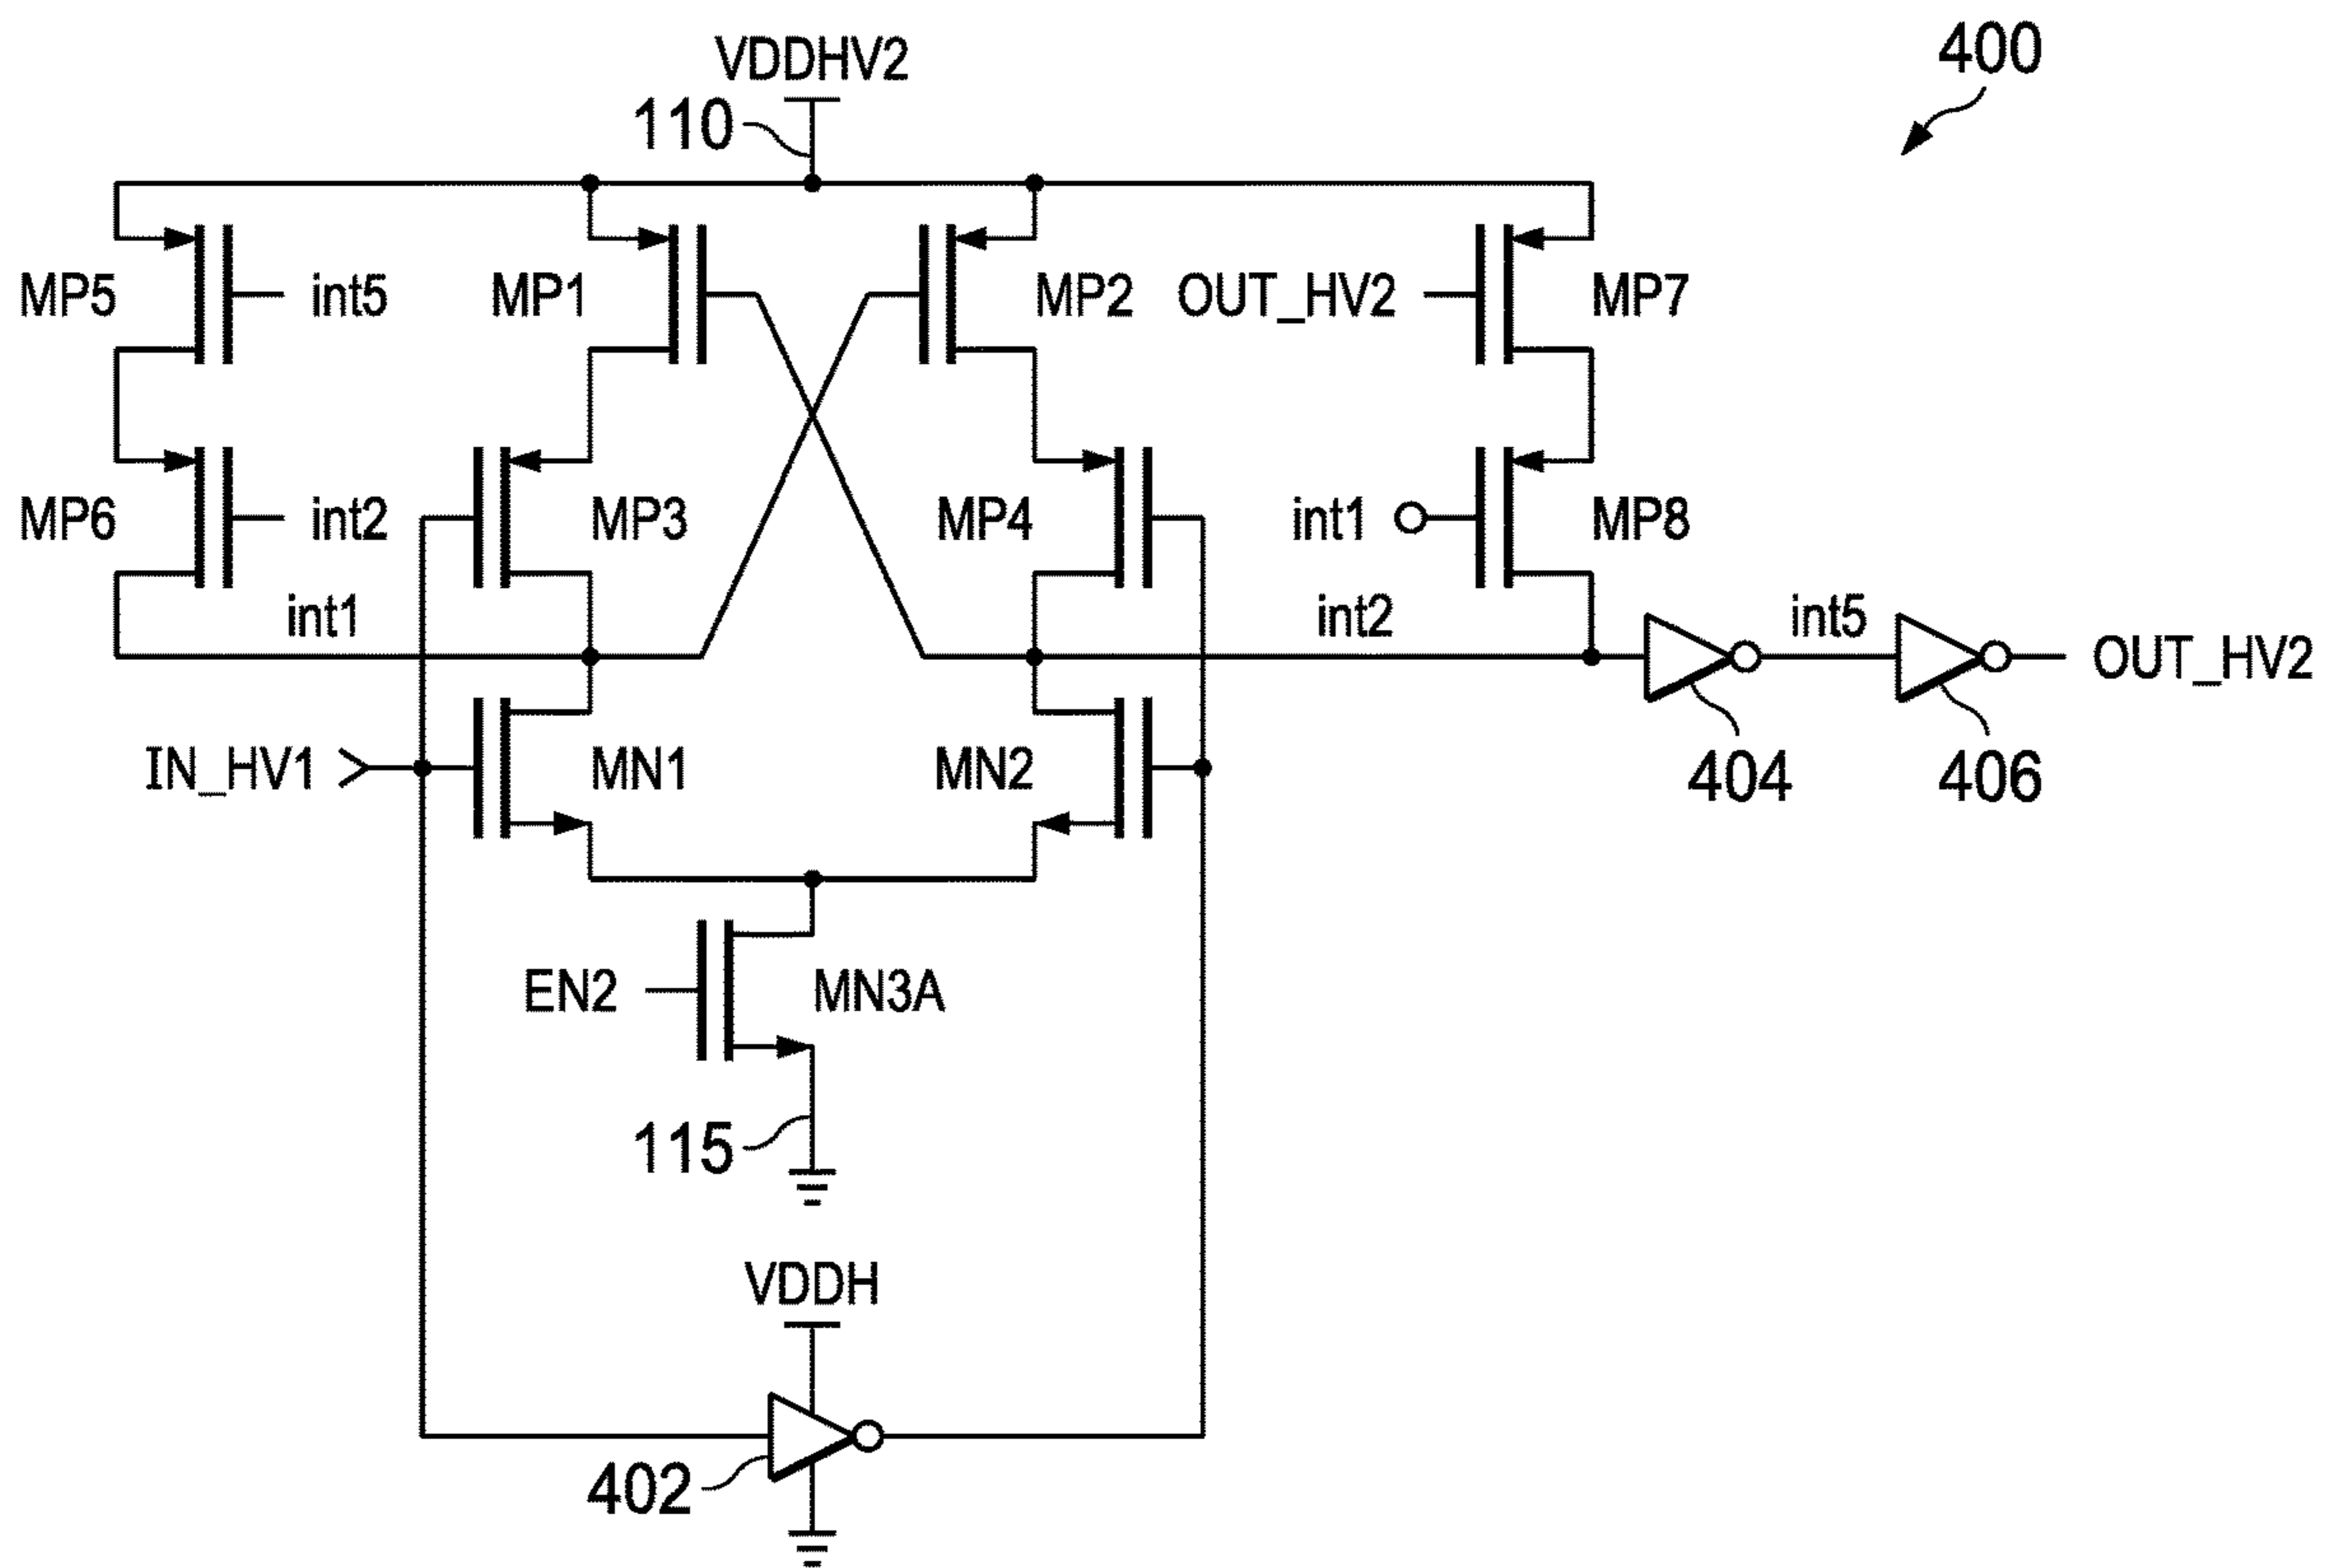 400
VDDHV2
110
MP5
int5
MP1
MP2
OUT_HV2
MP7
MP6
int2
MP3
MP4
int1
MP8
int1
int2
int5
OUT_HV2
IN_HV1
MN1
MN2
404
406
EN2
MN3A
115
VDDH
402